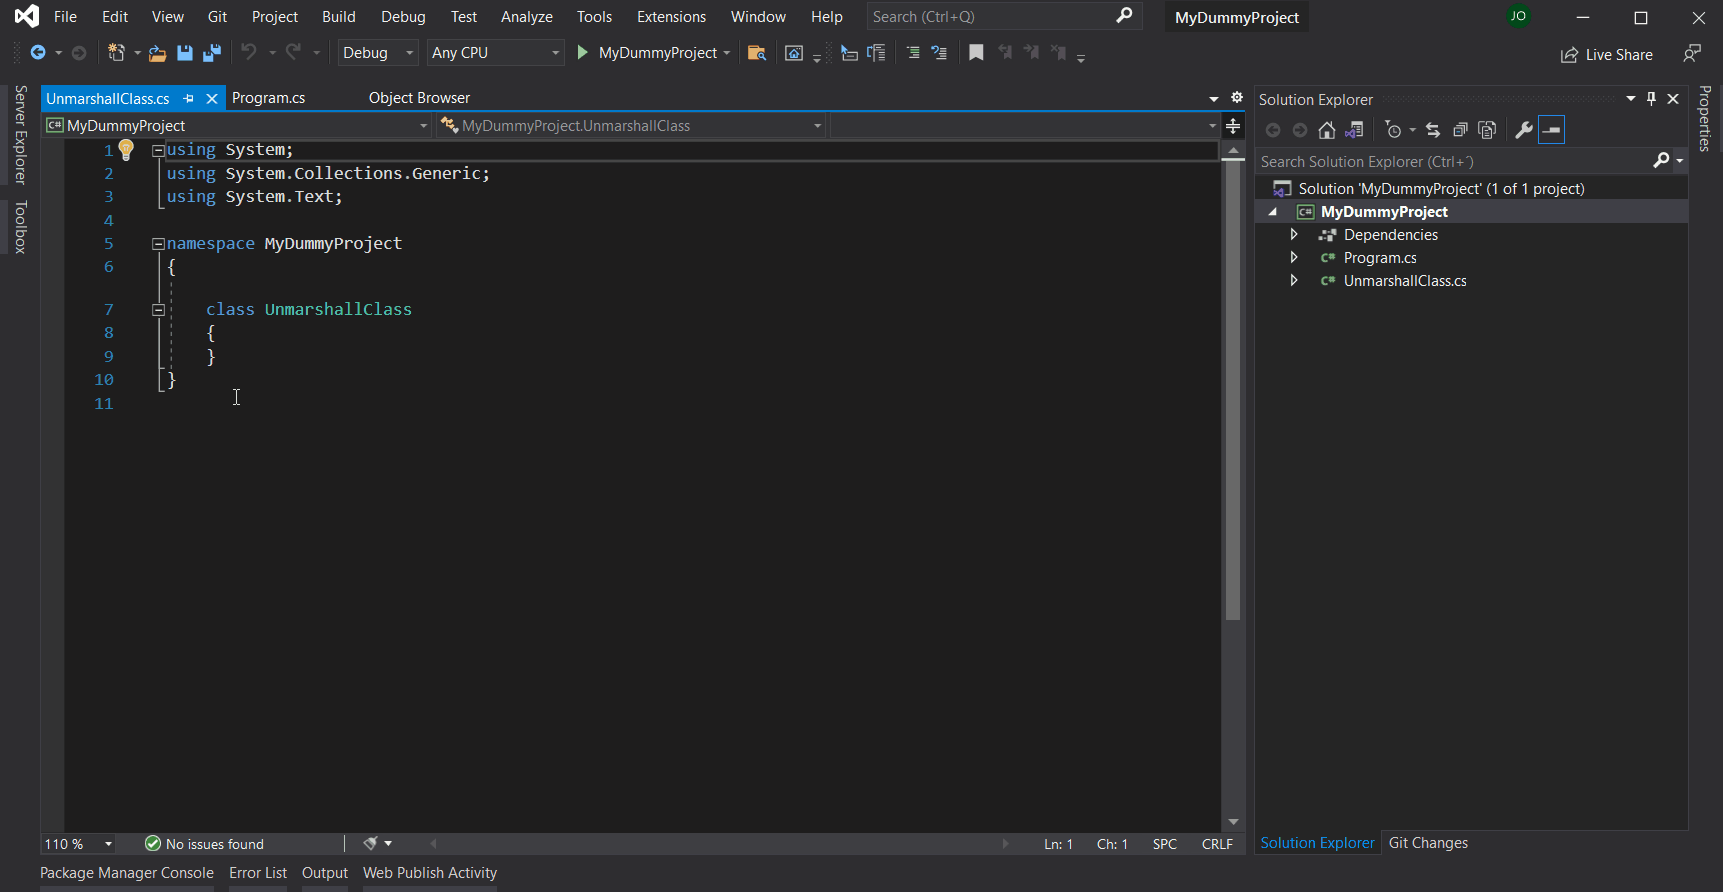 File Edit View Git Project Build Debug Test Analyze Tools Extensions Window Help Search (Ctrl+Q) MyDummyProject JO
Debug Any CPU MyDummyProject Live Share
Server Explorer
Toolbox
UnmarshallClass.cs Program.cs Object Browser
MyDummyProject MyDummyProject.UnmarshallClass
1 using System;
2 using System.Collections.Generic;
3 using System.Text;
4
5 namespace MyDummyProject
6 {
7 class UnmarshallClass
8 {
9 }
10 }
11
110 % No issues found Ln: 1 Ch: 1 SPC CRLF
Solution Explorer
Search Solution Explorer (Ctrl+´)
Solution 'MyDummyProject' (1 of 1 project)
C# MyDummyProject
Dependencies
C# Program.cs
C# UnmarshallClass.cs
Solution Explorer Git Changes
Properties
Package Manager Console Error List Output Web Publish Activity